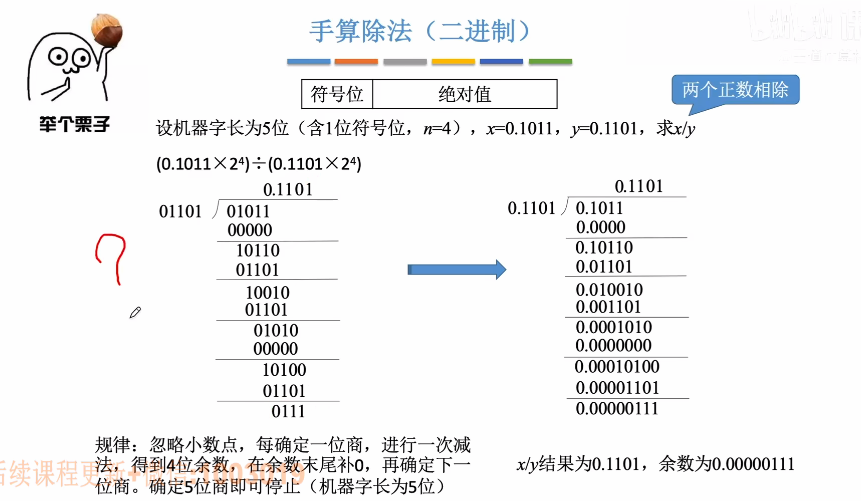 手算除法（二进制）
举个栗子
符号位 绝对值
两个正数相除
设机器字长为5位（含1位符号位，n=4），x=0.1011，y=0.1101，求x/y
(0.1011×2⁴)÷(0.1101×2⁴)
0.1101
01101 01011
00000
10110
01101
10010
01101
01010
00000
10100
01101
0111
?
0.1101
0.1101 0.1011
0.0000
0.10110
0.01101
0.010010
0.001101
0.0001010
0.0000000
0.00010100
0.00001101
0.00000111
规律：忽略小数点，每确定一位商，进行一次减
法，得到4位余数，在余数末尾补0，再确定下一
位商。确定5位商即可停止（机器字长为5位）
x/y结果为0.1101，余数为0.00000111
后续课程更新+